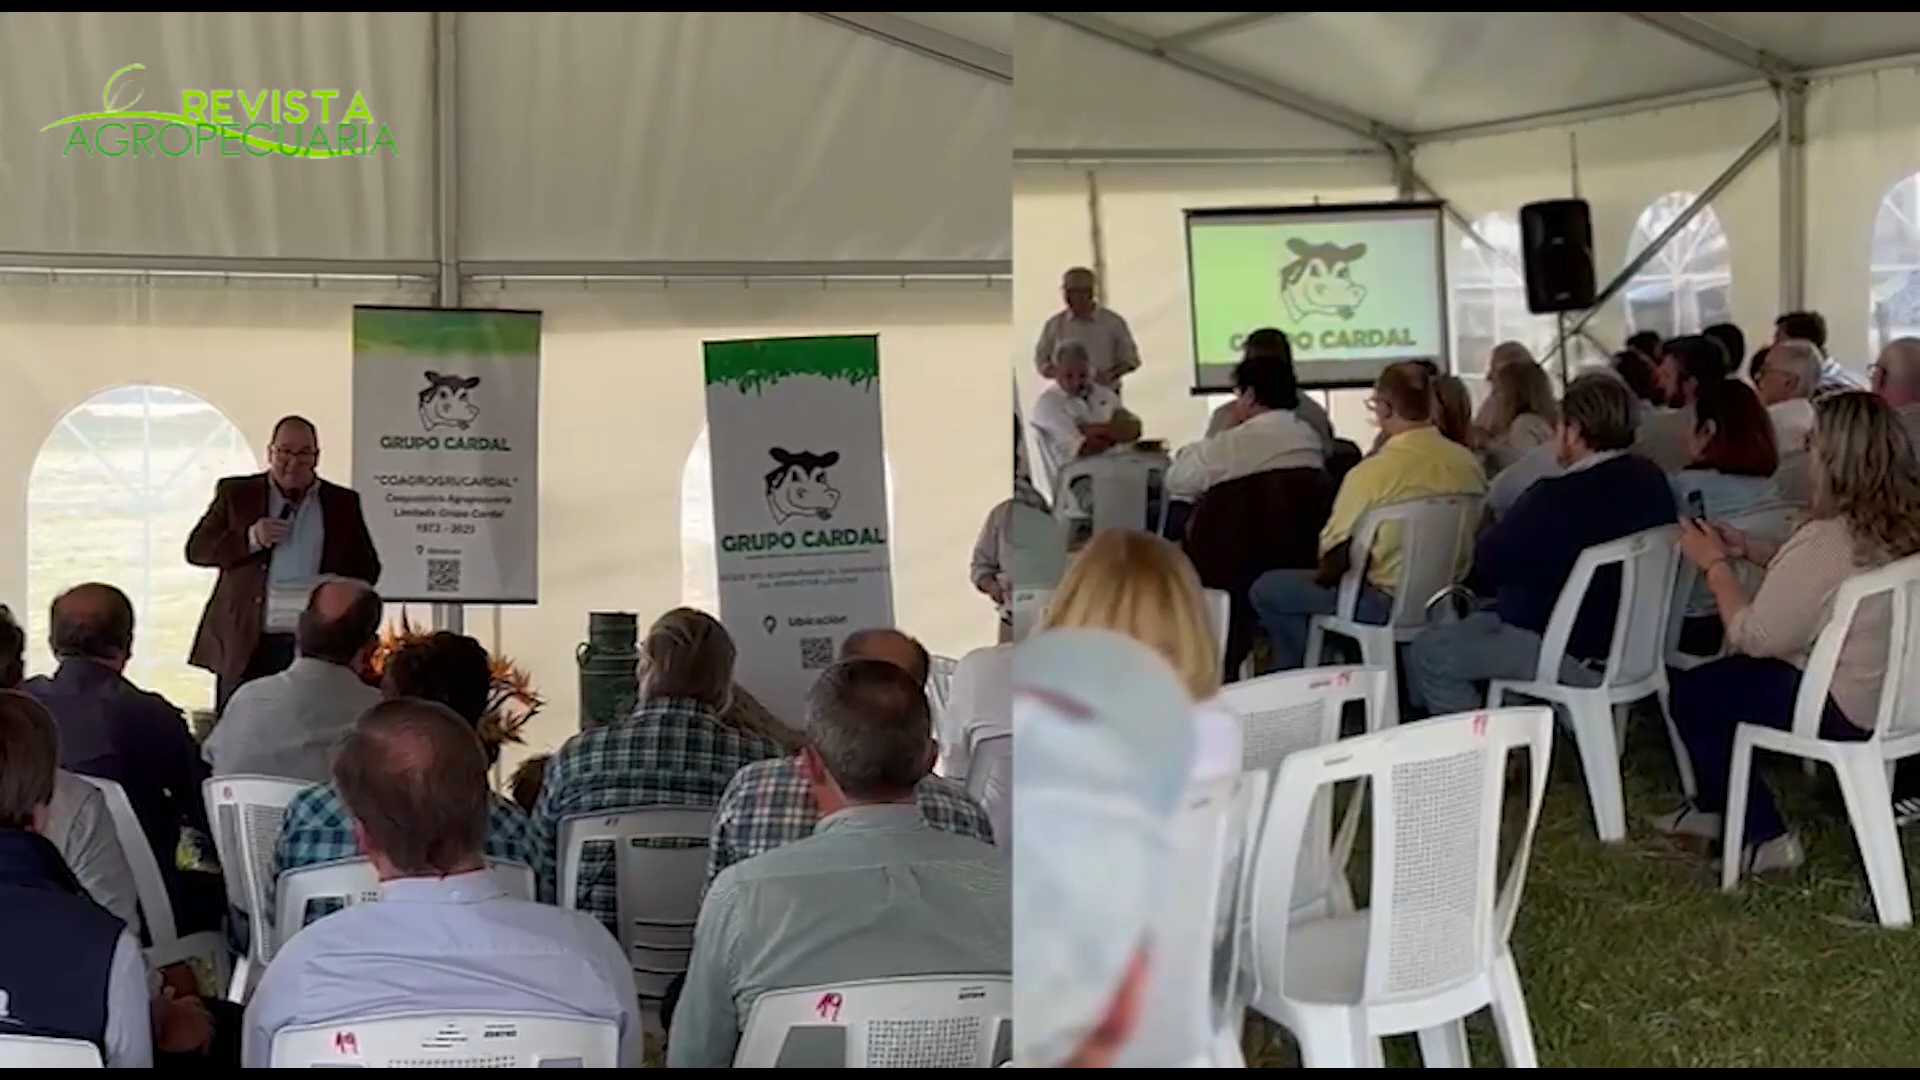 REVISTA
AGROPECUARIA
GRUPO CARDAL
"COAGROGRUCARDAL"
Cooperativa Agropecuaria
Limitada Grupo Cardal
1973 - 2023
GRUPO CARDAL
Ubicación
GRUPO CARDAL
19
19
19